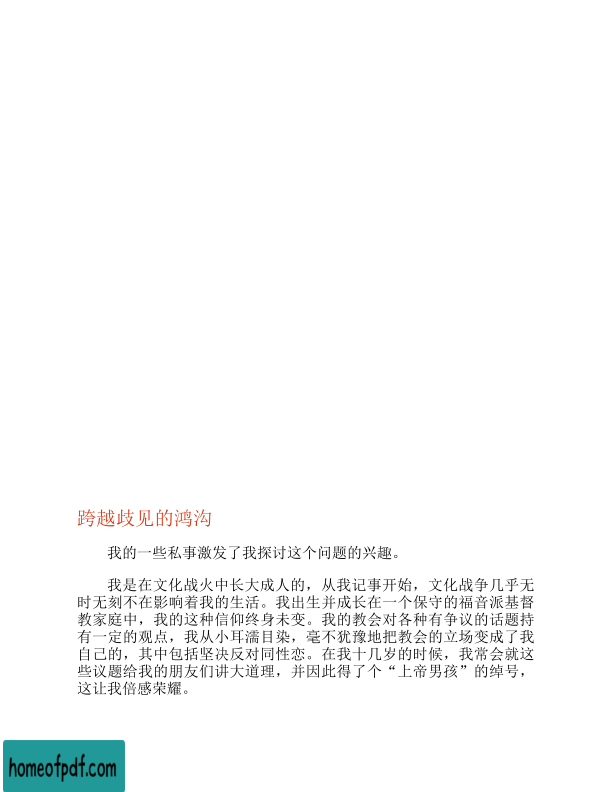 跨越歧见的鸿沟
我的一些私事激发了我探讨这个问题的兴趣。
我是在文化战火中长大成人的，从我记事开始，文化战争几乎无
时无刻不在影响着我的生活。我出生并成长在一个保守的福音派基督
教家庭中，我的这种信仰终身未变。我的教会对各种有争议的话题持
有一定的观点，我从小耳濡目染，毫不犹豫地把教会的立场变成了我
自己的，其中包括坚决反对同性恋。在我十几岁的时候，我常会就这
些议题给我的朋友们讲大道理，并因此得了个“上帝男孩”的绰号，
这让我倍感荣耀。
homeofpdf.com